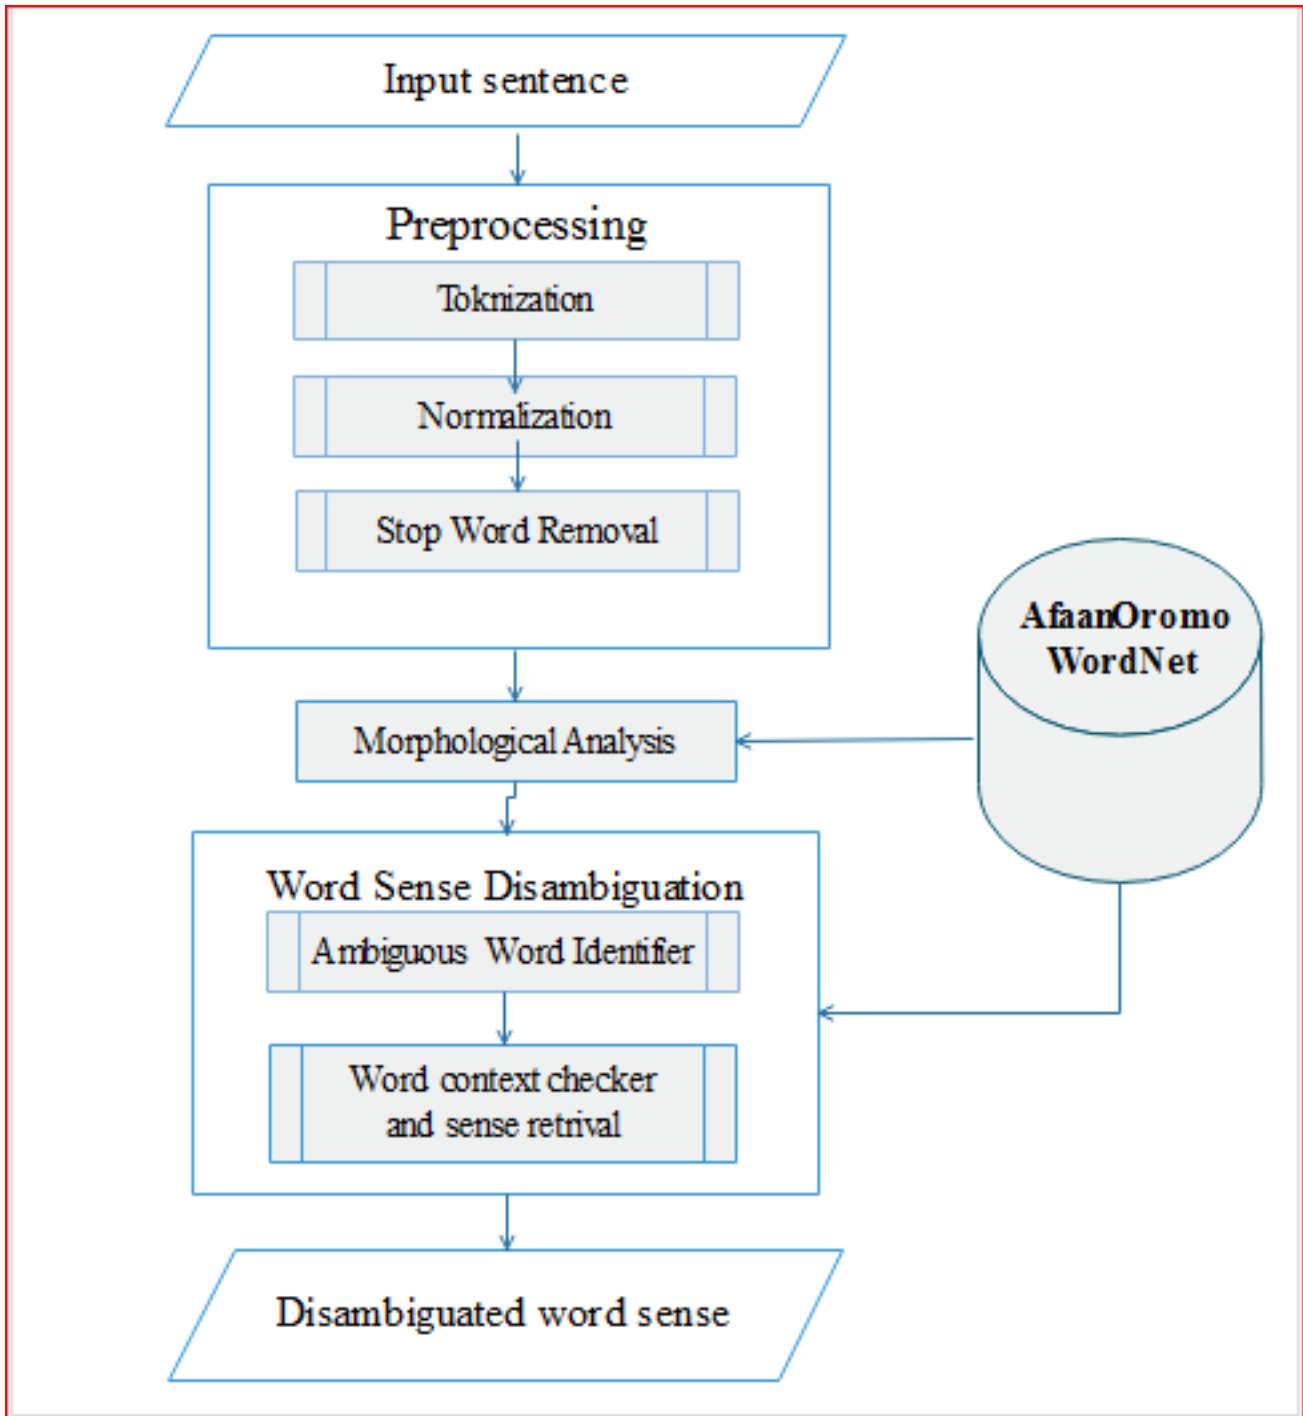 Input sentence
Preprocessing
Toknization
Normalization
Stop Word Removal
AfaanOromo
WordNet
Morphological Analysis
Word Sense Disambiguation
Ambiguous Word Identifier
Word context checker
and sense retrival
Disambiguated word sense